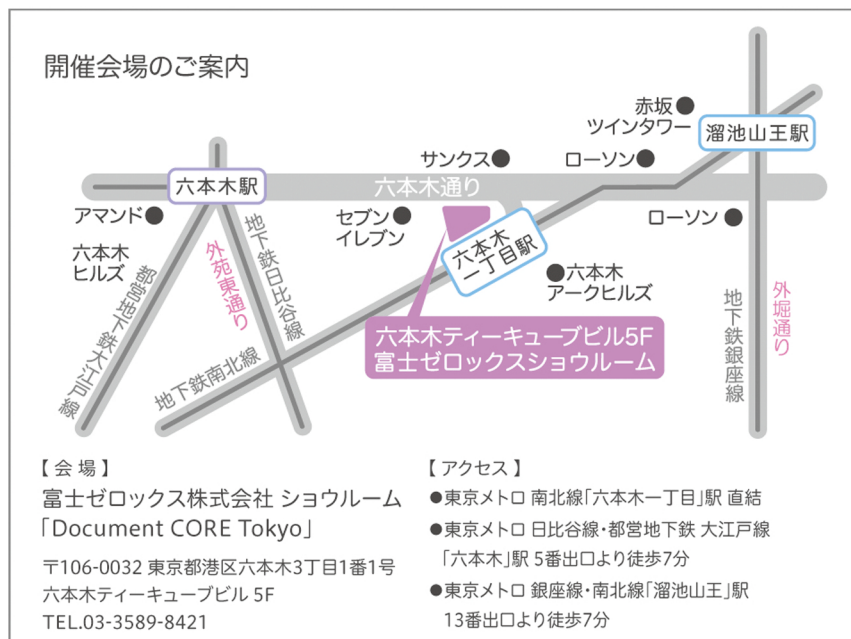 開催会場のご案内
赤坂
ツインタワー
溜池山王駅
サンクス
ローソン
六本木駅
六本木通り
アマンド
セブン
イレブン
ローソン
六本木
ヒルズ
外苑東通り
地下鉄日比谷線
六本木
一丁目駅
六本木
アークヒルズ
都営地下鉄大江戸線
地下鉄南北線
六本木ティーキューブビル5F
富士ゼロックスショウルーム
地下鉄銀座線
外堀通り
【会場】
富士ゼロックス株式会社 ショウルーム
「Document CORE Tokyo」
〒106-0032 東京都港区六本木3丁目1番1号
六本木ティーキューブビル 5F
TEL.03-3589-8421
【アクセス】
●東京メトロ 南北線「六本木一丁目」駅 直結
●東京メトロ 日比谷線・都営地下鉄 大江戸線
「六本木」駅 5番出口より徒歩7分
●東京メトロ 銀座線・南北線「溜池山王」駅
13番出口より徒歩7分